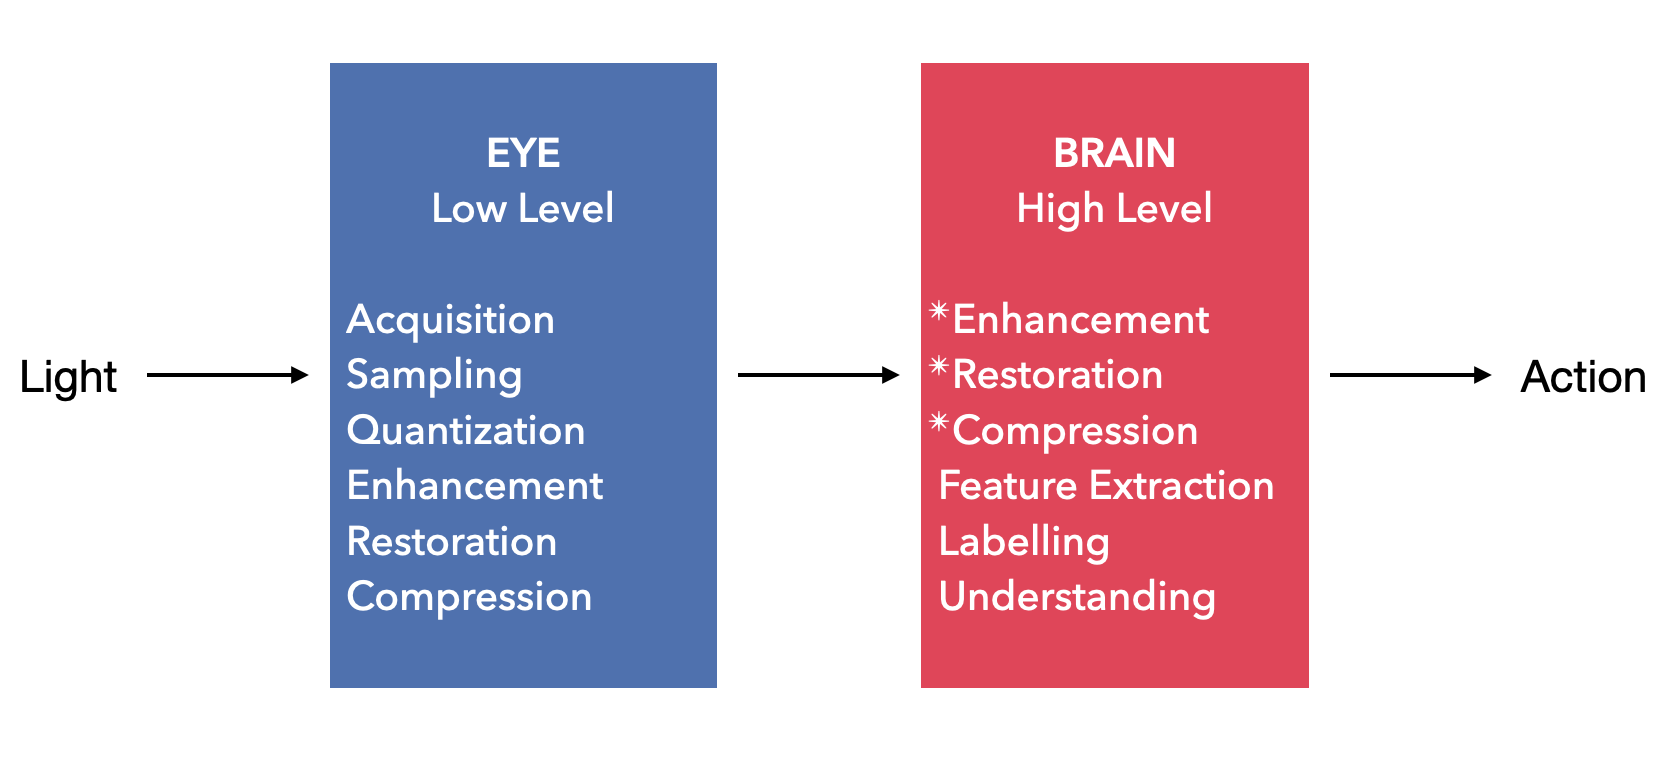 Light
EYE
Low Level
Acquisition
Sampling
Quantization
Enhancement
Restoration
Compression
BRAIN
High Level
*Enhancement
*Restoration
*Compression
Feature Extraction
Labelling
Understanding
Action